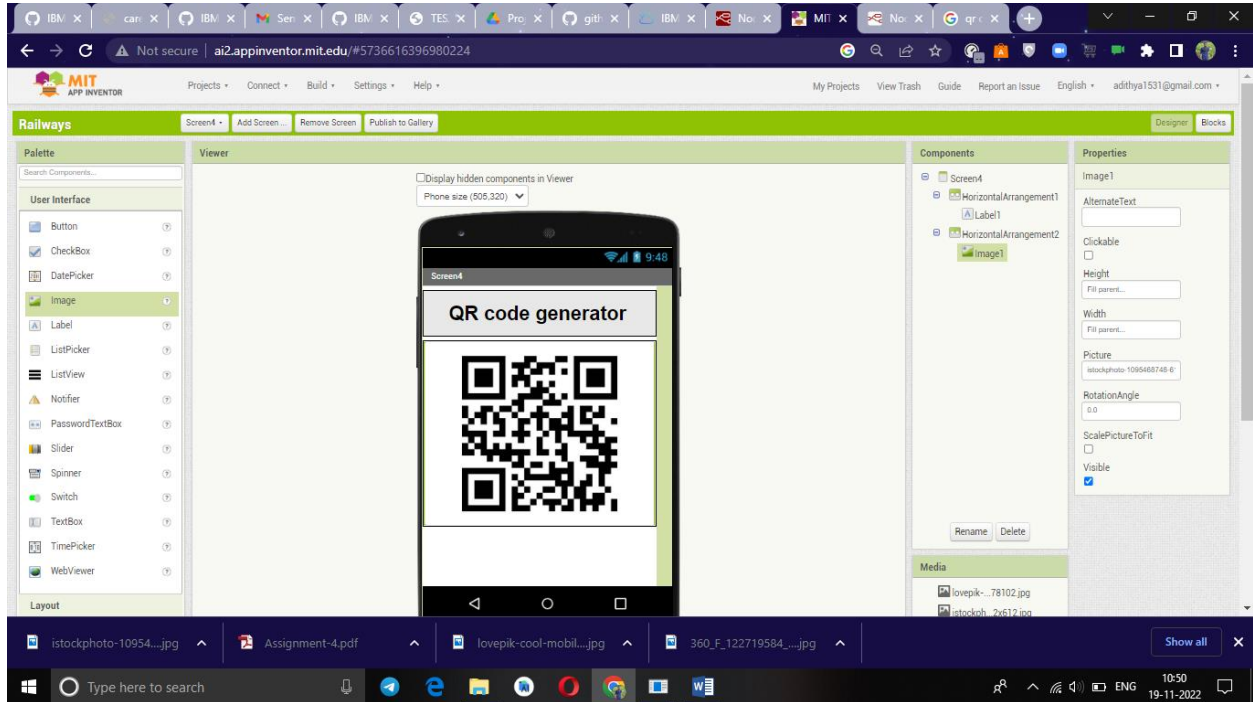 IBM
care
IBM
Sen
IBM
TES
Proj
gith
IBM
Noc
MIT
Noc
Not secure
ai2.appinventor.mit.edu/#5736616396980224
MIT
APP INVENTOR
Projects
Connect
Build
Settings
Help
My Projects
View Trash
Guide
Report an Issue
English
adithya1531@gmail.com
Railways
Screen4
Add Screen ...
Remove Screen
Publish to Gallery
Designer
Blocks
Palette
Search Components...
User Interface
Button
CheckBox
DatePicker
Image
Label
ListPicker
ListView
Notifier
PasswordTextBox
Slider
Spinner
Switch
TextBox
TimePicker
WebViewer
Layout
Viewer
Display hidden components in Viewer
Phone size (505,320)
9:48
Screen4
QR code generator
Components
Screen4
HorizontalArrangement1
Label1
HorizontalArrangement2
Image1
Rename
Delete
Media
lovepik-...78102.jpg
istockph...2x612.jpg
Properties
Image1
AlternateText
Clickable
Height
Fill parent...
Width
Fill parent...
Picture
istockphoto-1095468748-6
RotationAngle
0.0
ScalePictureToFit
Visible
istockphoto-10954....jpg
Assignment-4.pdf
lovepik-cool-mobil....jpg
360_F_122719584_....jpg
Show all
Type here to search
ENG
10:50
19-11-2022